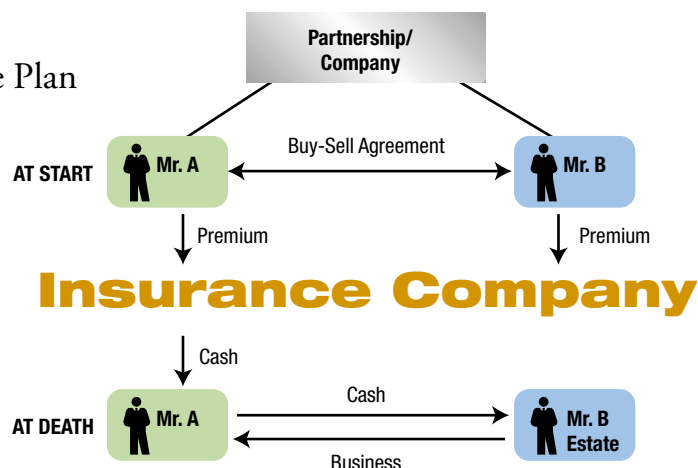 Partnership/
Company
e Plan
Buy-Sell Agreement
AT START
Mr. A
Mr. B
Premium
Premium
Insurance Company
Cash
Cash
AT DEATH
Mr. A
Mr. B
Estate
Business